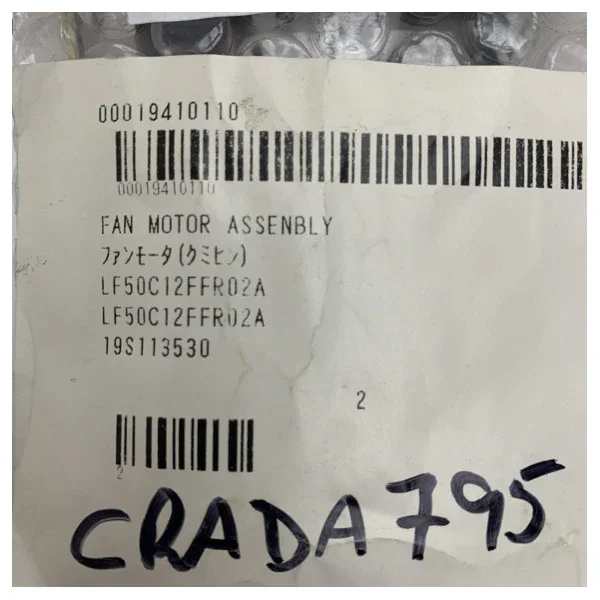 00019410110
00019410110
FAN MOTOR ASSENBLY
ファンモータ(クミヒン)
LF50C12FFR02A
LF50C12FFR02A
19S113530
2
2
CRADA795